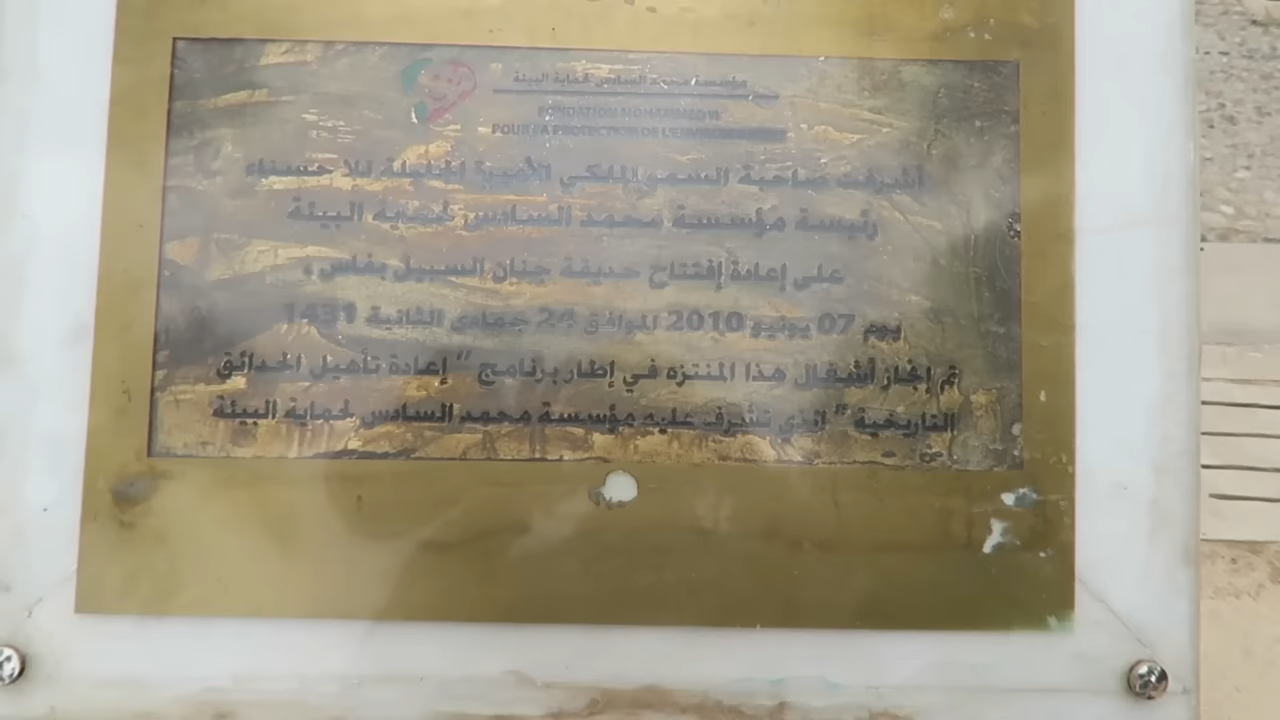 مؤسسة محمد السادس لحماية البيئة
FONDATION MOHAMMED VI
POUR LA PROTECTION DE L'ENVIRONNEMENT
أشرفت صاحبة السمو الملكي الأميرة الجليلة للا حسناء
رئيسة مؤسسة محمد السادس لحماية البيئة
على إعادة إفتتاح حديقة جنان السبيل بفاس .
يوم 07 يونيو 2010 الموافق 24 جمادى الثانية 1431
تم إنجاز أشغال هذا المنتزه في إطار برنامج " إعادة تأهيل الحدائق
التاريخية " الذي تشرف عليه مؤسسة محمد السادس لحماية البيئة